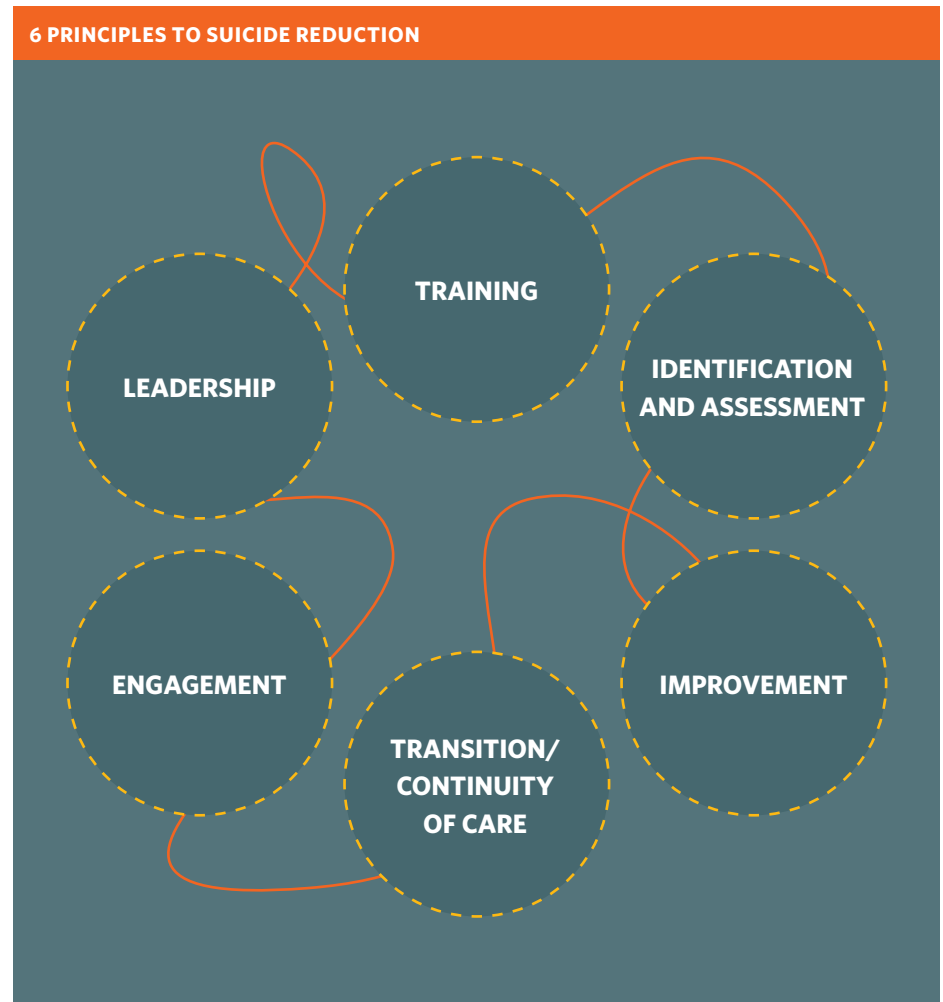 6 PRINCIPLES TO SUICIDE REDUCTION
TRAINING
LEADERSHIP
IDENTIFICATION
AND ASSESSMENT
ENGAGEMENT
IMPROVEMENT
TRANSITION/
CONTINUITY
OF CARE